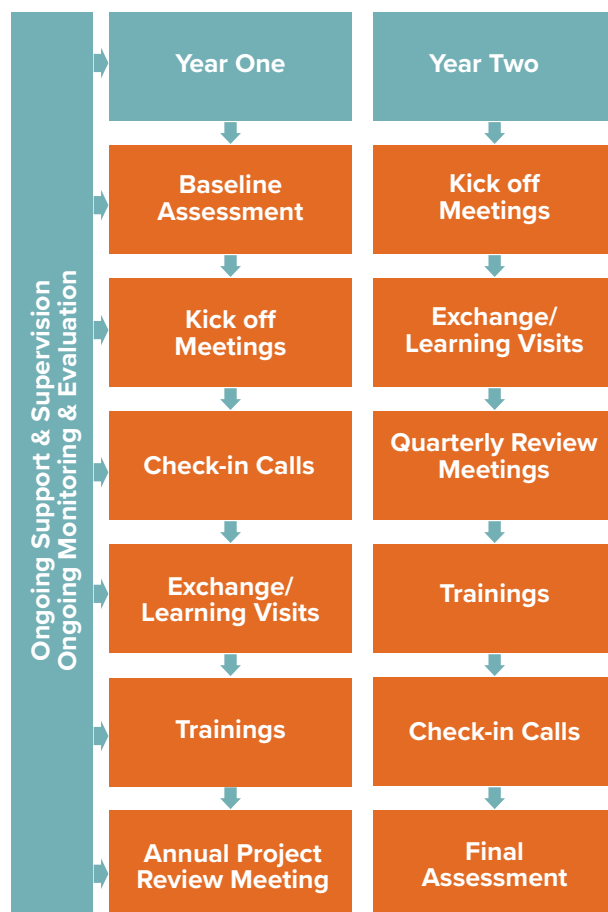 Ongoing Support & Supervision
Ongoing Monitoring & Evaluation
Year One
Baseline
Assessment
Kick off
Meetings
Check-in Calls
Exchange/
Learning Visits
Trainings
Annual Project
Review Meeting
Year Two
Kick off
Meetings
Exchange/
Learning Visits
Quarterly Review
Meetings
Trainings
Check-in Calls
Final
Assessment